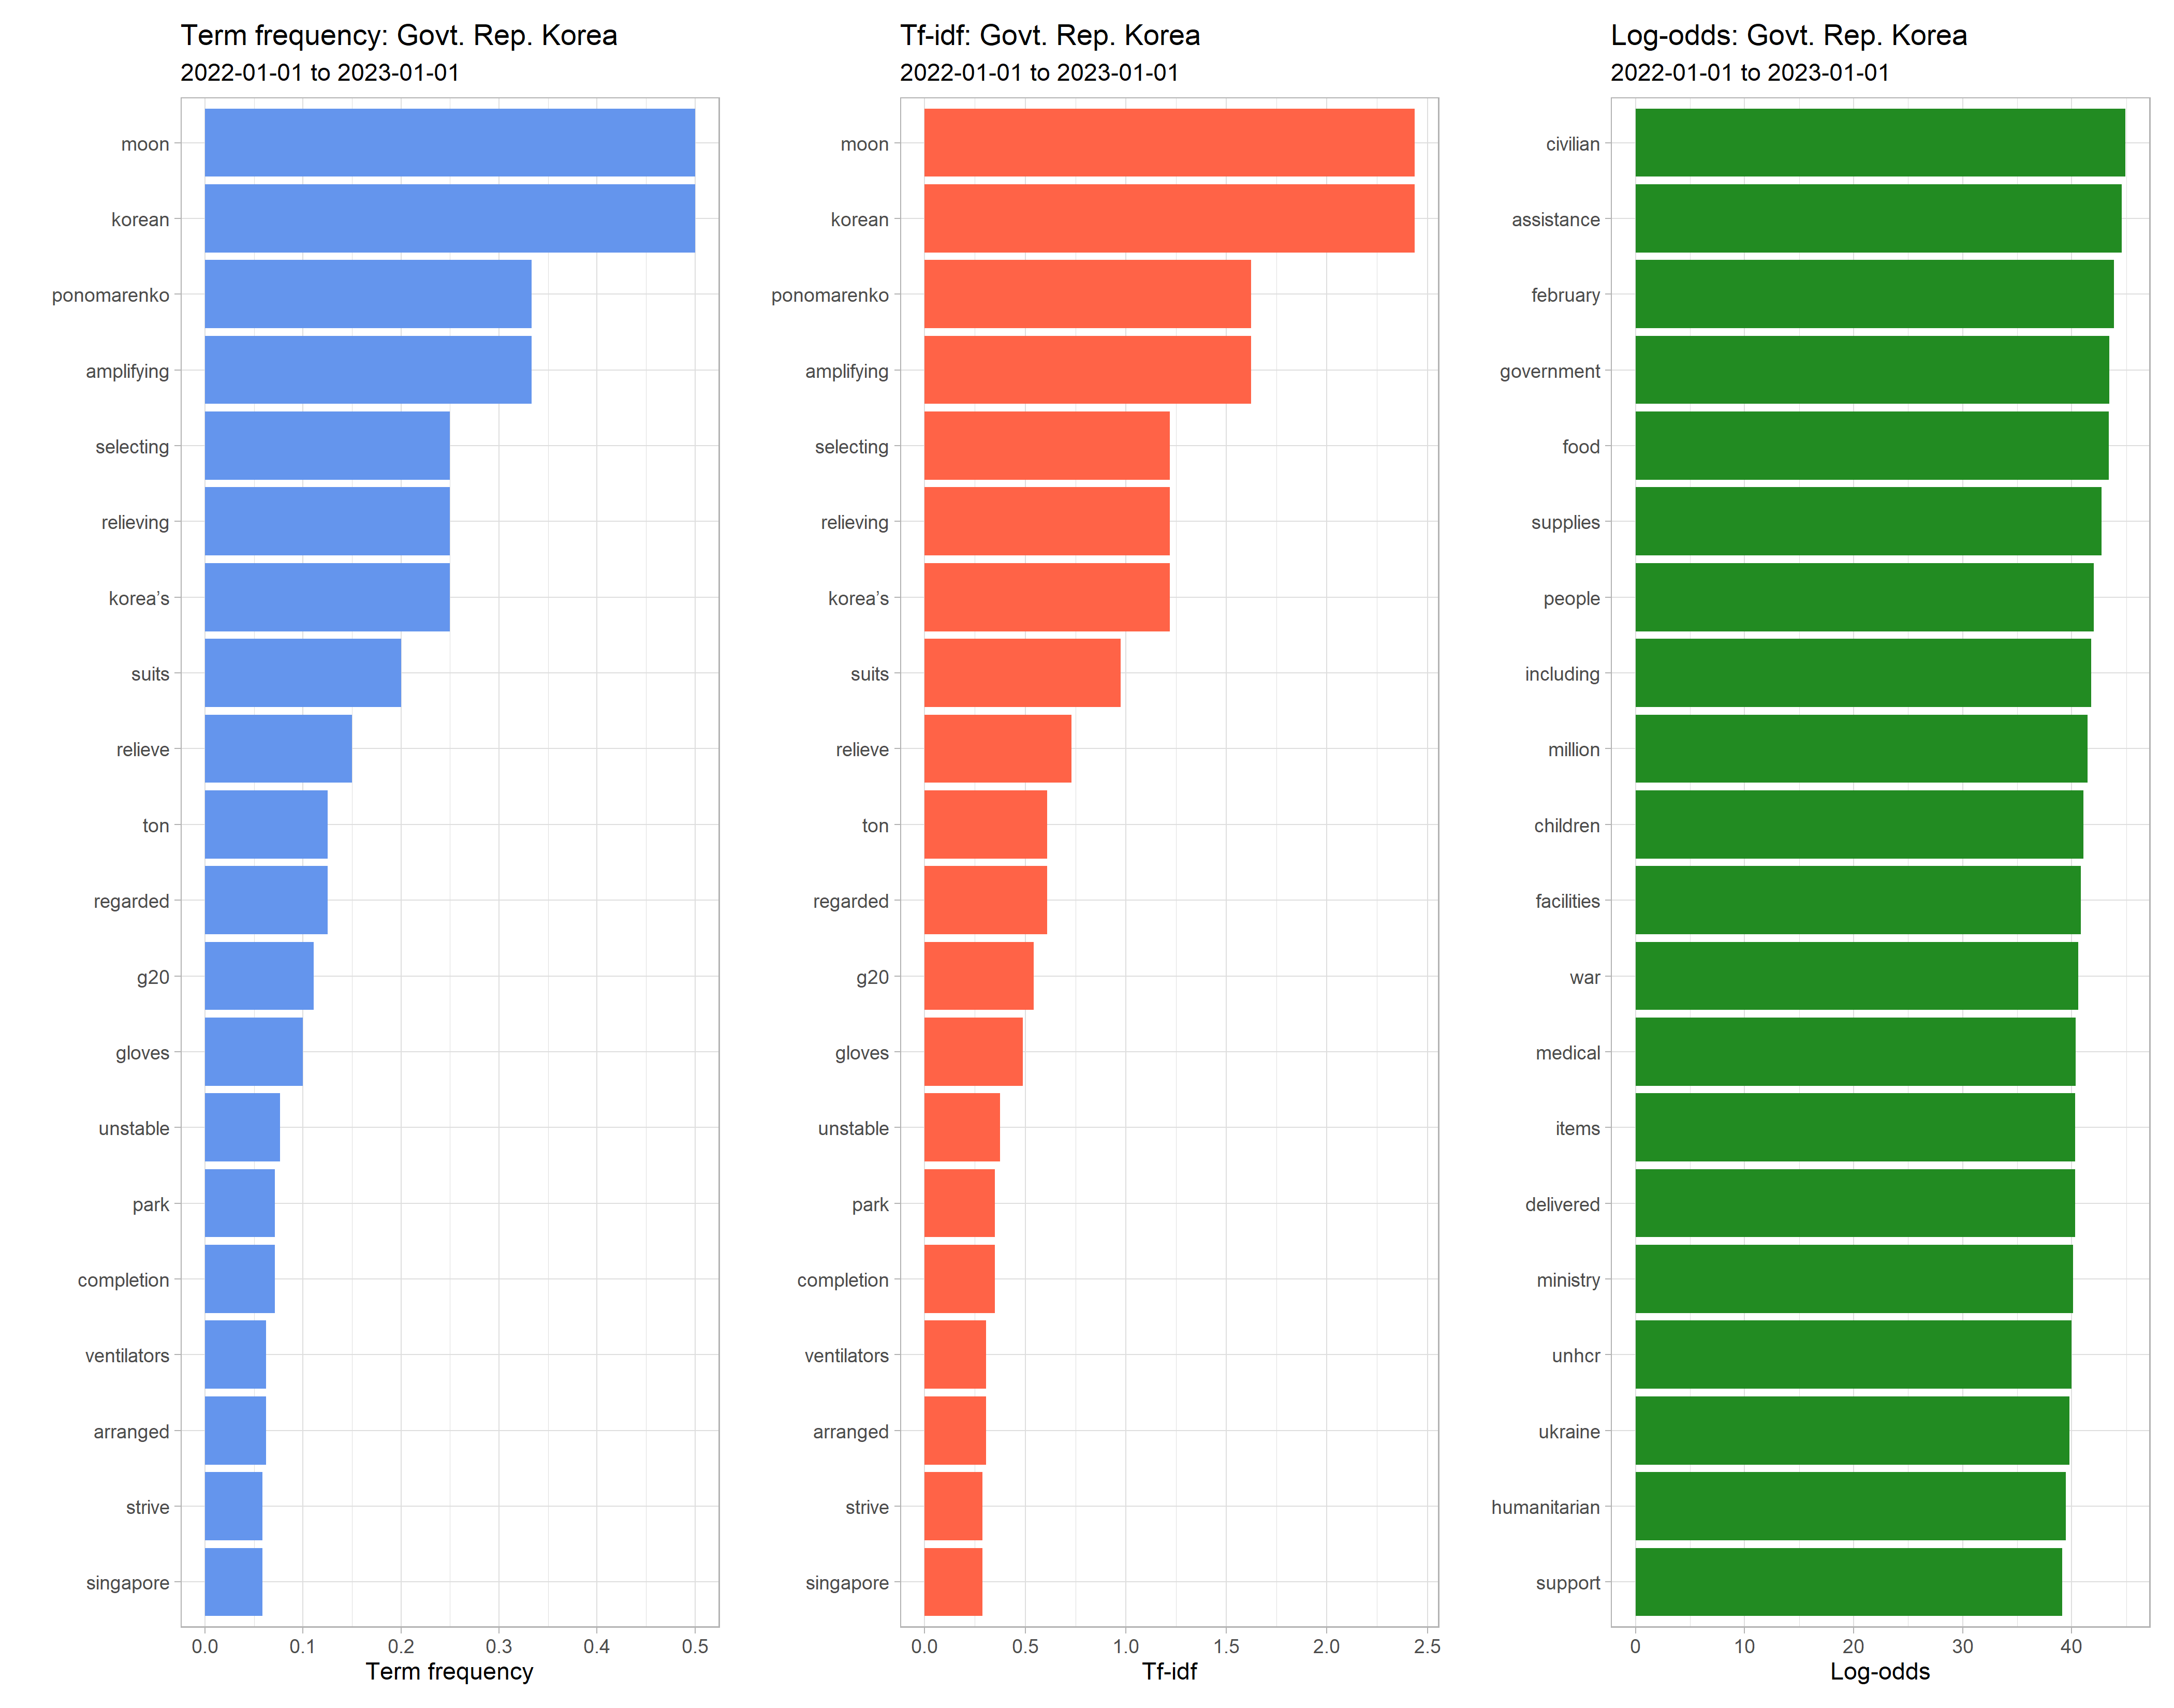 Term frequency: Govt. Rep. Korea
2022-01-01 to 2023-01-01
moon
korean
ponomarenko
amplifying
selecting
relieving
korea’s
suits
relieve
ton
regarded
g20
gloves
unstable
park
completion
ventilators
arranged
strive
singapore
0.0 0.1 0.2 0.3 0.4 0.5
Term frequency
Tf-idf: Govt. Rep. Korea
2022-01-01 to 2023-01-01
moon
korean
ponomarenko
amplifying
selecting
relieving
korea’s
suits
relieve
ton
regarded
g20
gloves
unstable
park
completion
ventilators
arranged
strive
singapore
0.0 0.5 1.0 1.5 2.0 2.5
Tf-idf
Log-odds: Govt. Rep. Korea
2022-01-01 to 2023-01-01
civilian
assistance
february
government
food
supplies
people
including
million
children
facilities
war
medical
items
delivered
ministry
unhcr
ukraine
humanitarian
support
0 10 20 30 40
Log-odds